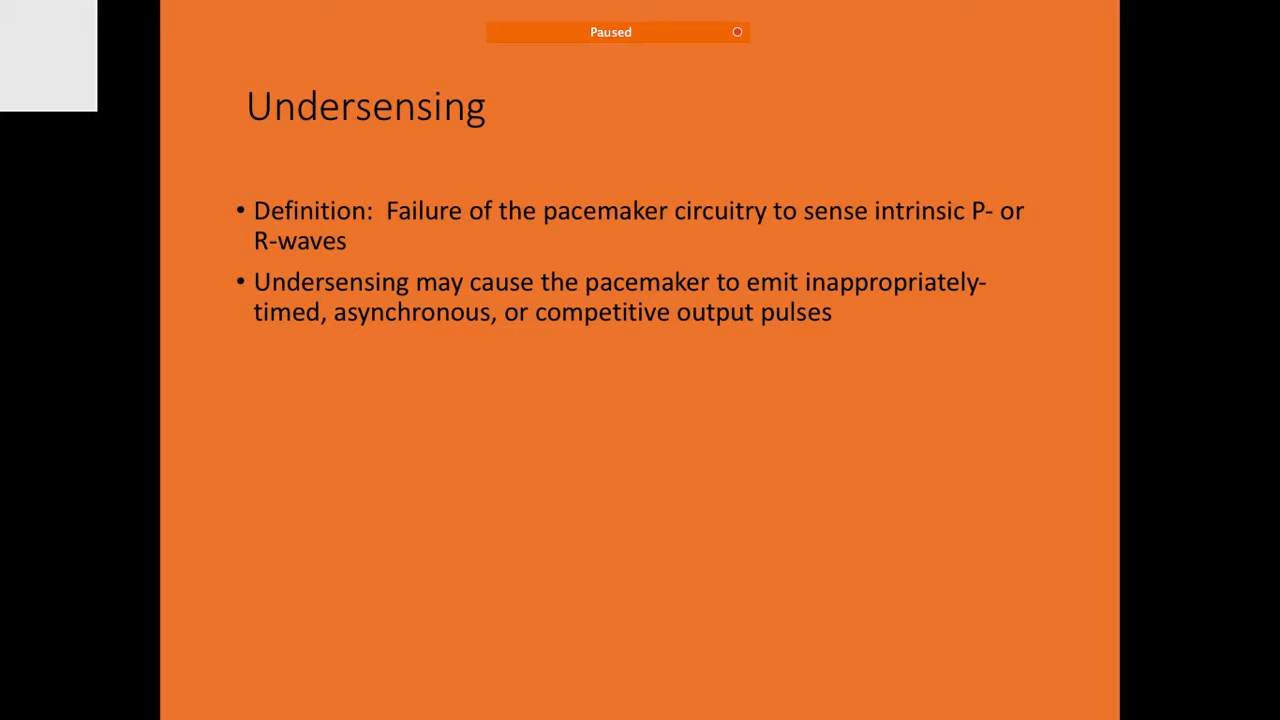 Paused
Undersensing
• Definition:  Failure of the pacemaker circuitry to sense intrinsic P- or
R-waves
• Undersensing may cause the pacemaker to emit inappropriately-
timed, asynchronous, or competitive output pulses